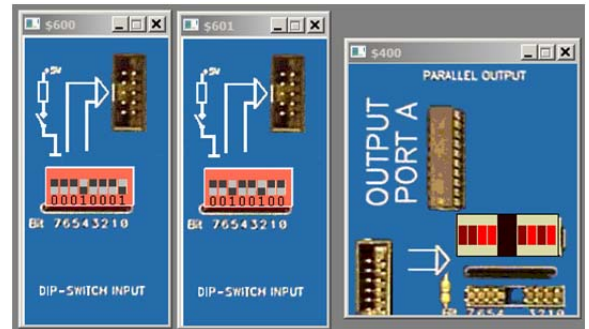 $600
+5V
00010001
Bit 76543210
DIP-SWITCH INPUT
$601
+5V
00100100
Bit 76543210
DIP-SWITCH INPUT
$400
PARALLEL OUTPUT
OUTPUT
PORT A
Bit 7654 3210